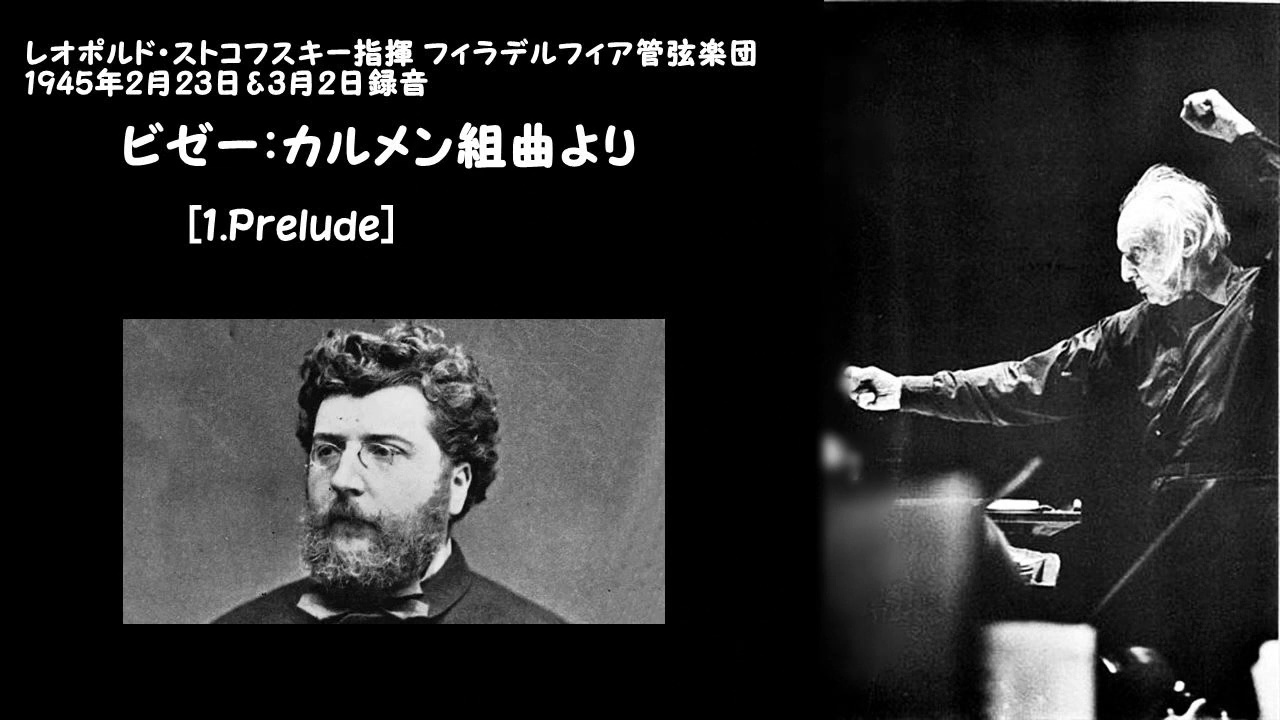 レオポルド・ストコフスキー指揮 フィラデルフィア管弦楽団
1945年2月23日&3月2日録音
ビゼー:カルメン組曲より
[1.Prelude]